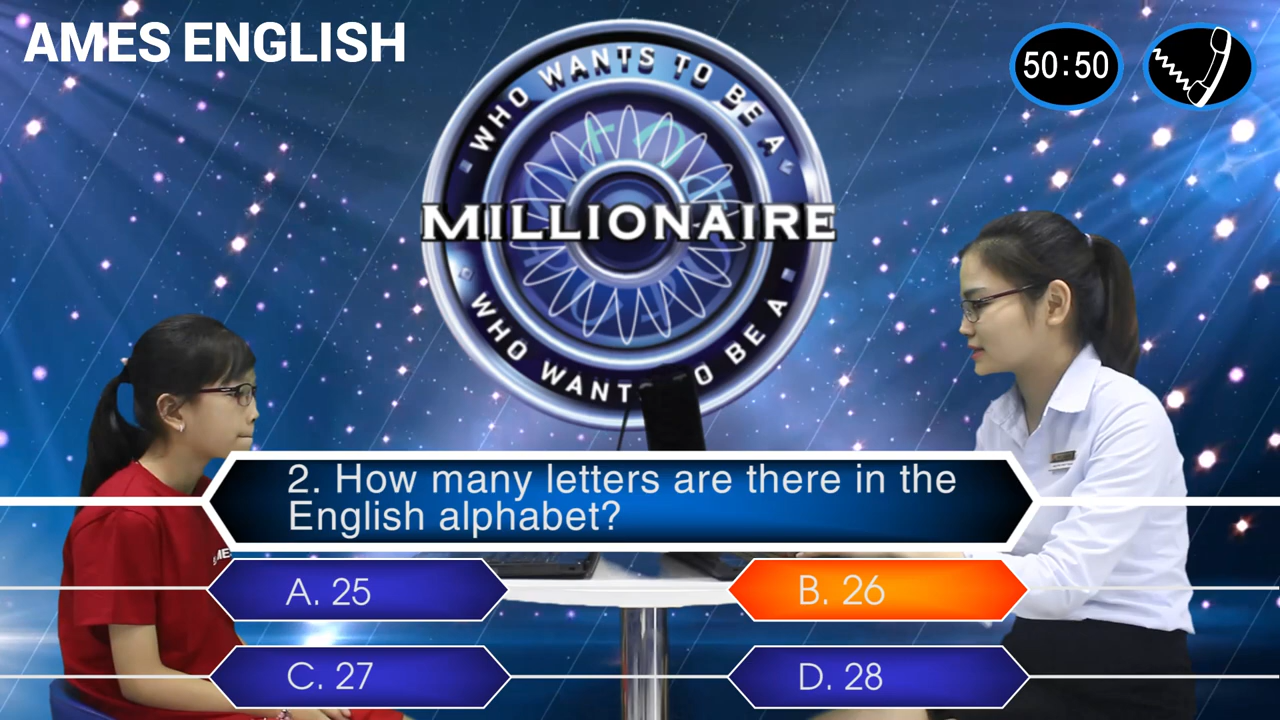 AMES ENGLISH
50:50
WHO WANTS TO BE A
MILLIONAIRE
WHO WANTS TO BE A
2. How many letters are there in the
English alphabet?
A. 25
B. 26
C. 27
D. 28